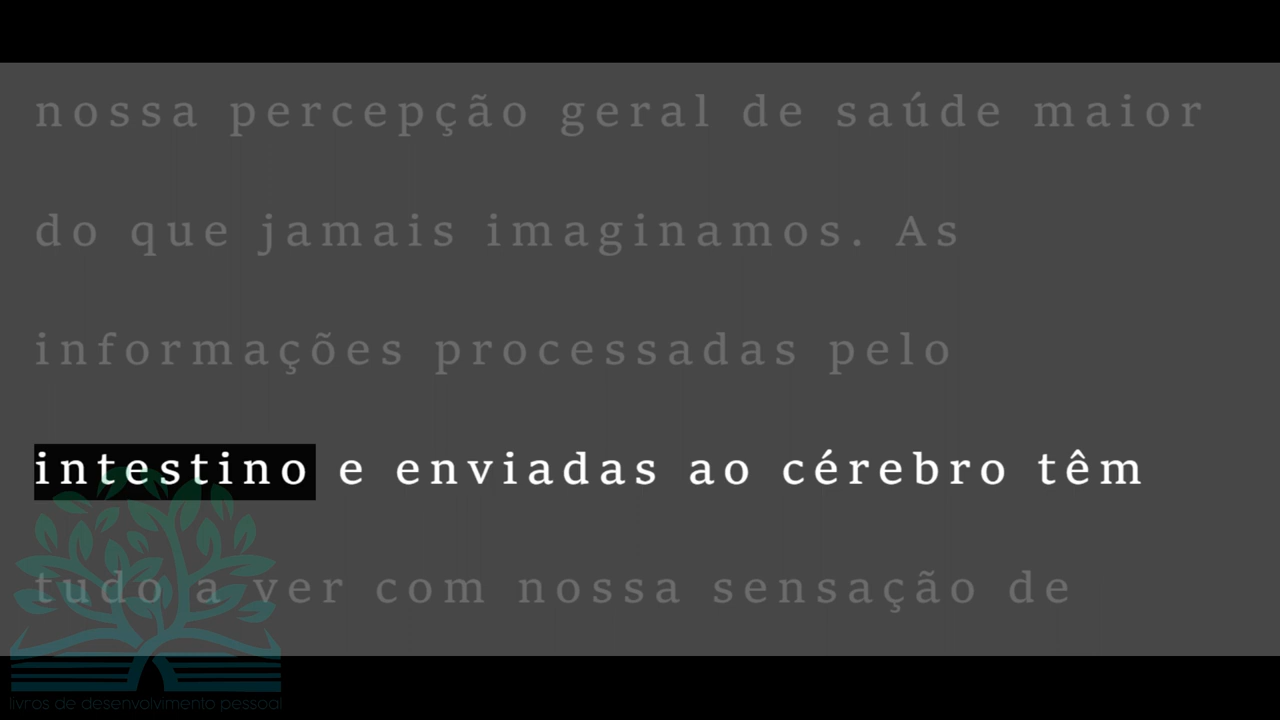 nossa percepção geral de saúde maior
do que jamais imaginamos. As
informações processadas pelo
intestino e enviadas ao cérebro têm
tudo a ver com nossa sensação de
livros de desenvolvimento pessoal